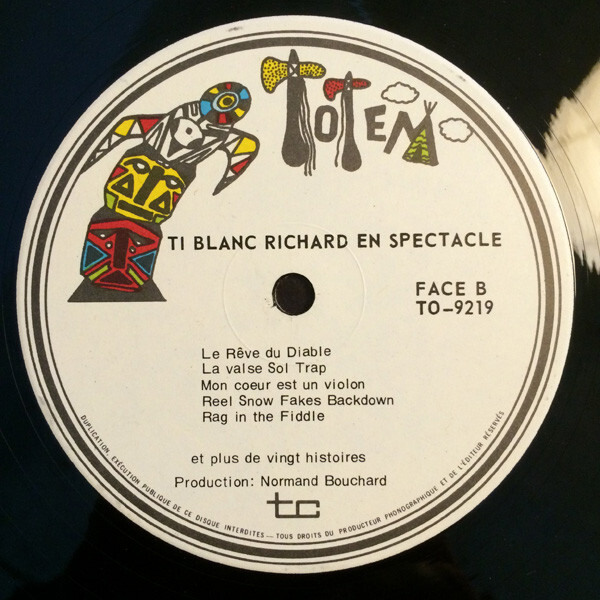 TOTEM
TI BLANC RICHARD EN SPECTACLE
FACE B
TO-9219
Le Rêve du Diable
La valse Sol Trap
Mon coeur est un violon
Reel Snow Fakes Backdown
Rag in the Fiddle
et plus de vingt histoires
Production: Normand Bouchard
tc
DUPLICATION, EXÉCUTION PUBLIQUE DE CE DISQUE INTERDITES — TOUS DROITS DU PRODUCTEUR PHONOGRAPHIQUE ET DE L'ÉDITEUR RÉSERVÉS